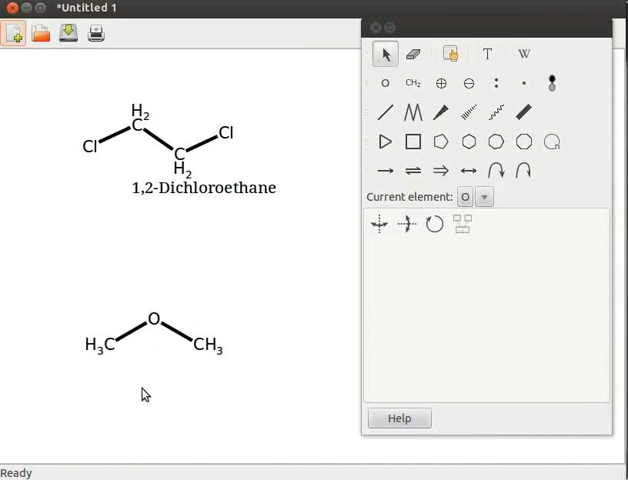 *Untitled 1
T
W
O
CH2
H2
C
Cl
Cl
C
H2
1,2-Dichloroethane
Current element: O
O
H3C
CH3
Help
Ready